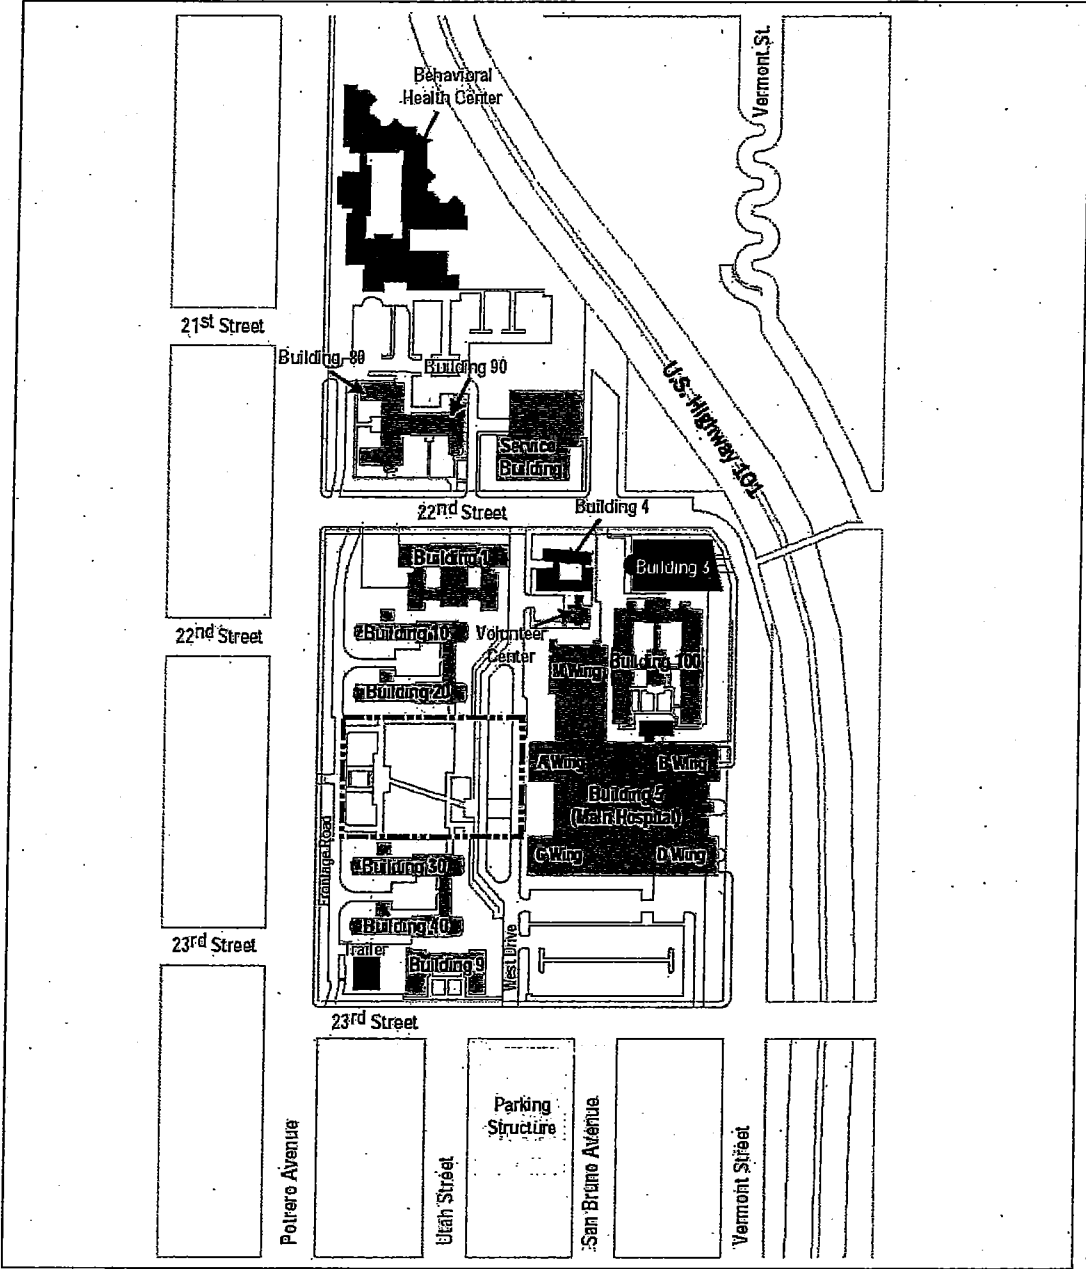 Vermont St.
Behavioral
Health Center
21st Street
Building 80
Building 90
U.S. Highway 101
Service
Building
22nd Street
Building 4
Building 1
Building 3
22nd Street
Building 10
Volunteer
Center
Building 100
M Wing
Building 20
A Wing
B Wing
Building 5
(Main Hospital)
C Wing
D Wing
Frontage Road
Building 30
Building 40
23rd Street
Trailer
Building 9
West Drive
23rd Street
Parking
Structure
Potrero Avenue
Utah Street
San Bruno Avenue
Vermont Street